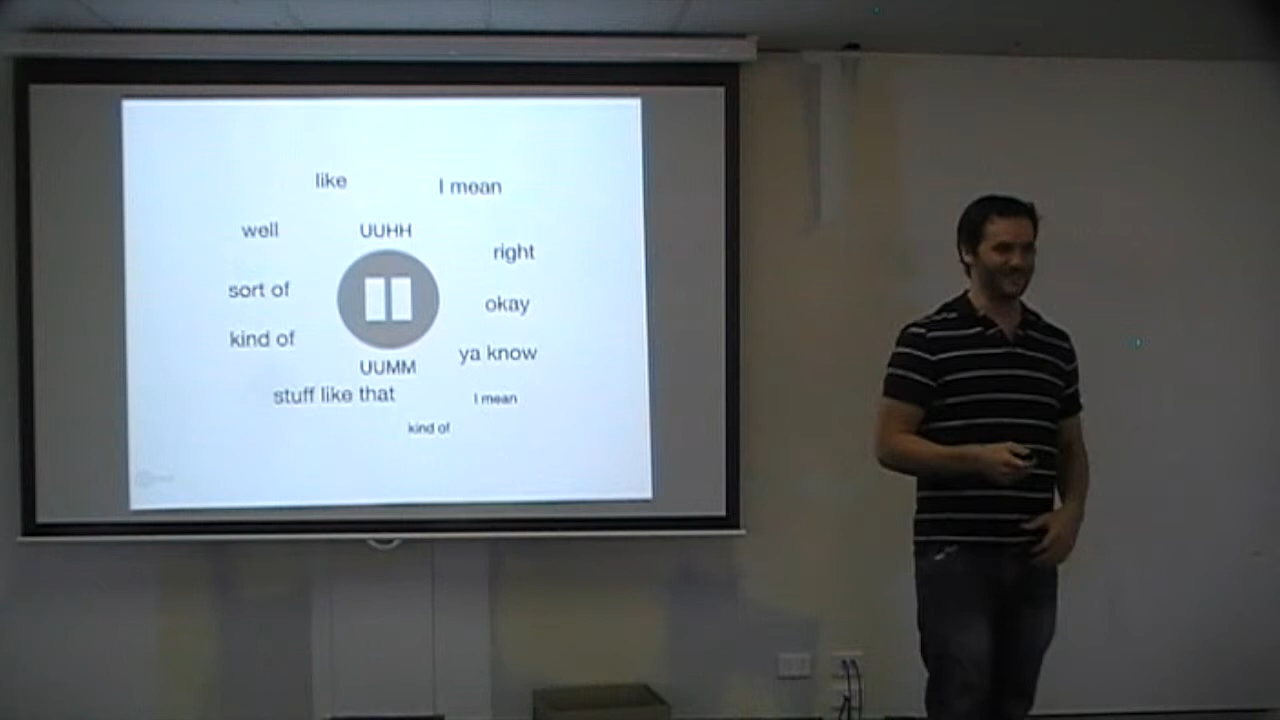 like
I mean
well
UUHH
right
sort of
okay
kind of
ya know
UUMM
stuff like that
I mean
kind of